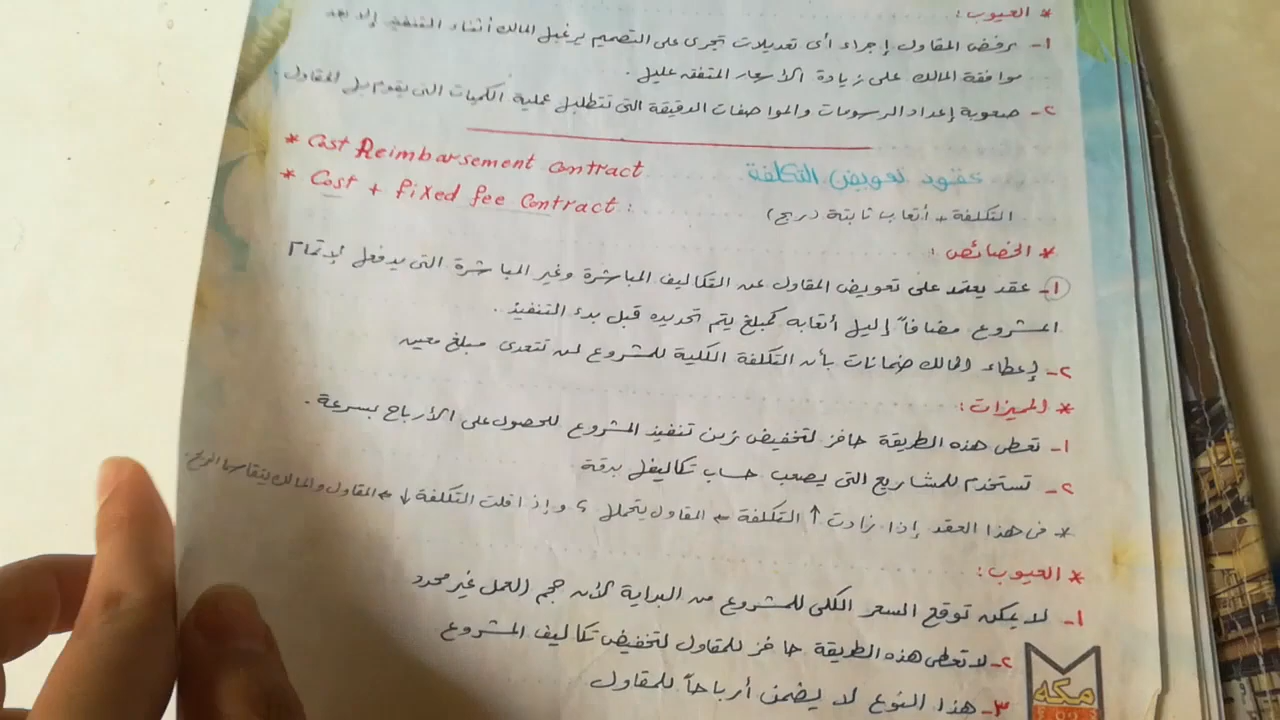 * العيوب:
١- يرفض المقاول إجراء أى تعديلات تجرى على التصميم يرغبها المالك أثناء التنفيذ إلا بعد
موافقة المالك على زيادة الأسعار المتفق عليها.
٢- صعوبة إعداد الرسومات والمواصفات الدقيقة التى تتطلبها عملية الكميات التى يقوم بها المقاول.
عقود تعويض التكلفة
* Cost Reimbarsement contract
* Cost + fixed fee Contract :
التكلفة + أتعاب ثابتة (ربح)
* الخصائص:
١- عقد يعتمد على تعويض المقاول عن التكاليف المباشرة وغير المباشرة التى يدفعها لإتمام
المشروع مضافاً إليها أتعابه كمبلغ يتم تحديده قبل بدء التنفيذ.
٢- إعطاء المالك ضمانات بأن التكلفة الكلية للمشروع لن تتعدى مبلغ معين
* المميزات:
١- تعطى هذه الطريقة حافز لتخفيض زمن تنفيذ المشروع للحصول على الأرباح بسرعة.
٢- تستخدم للمشاريع التى يصعب حساب تكاليفها بدقة
* فى هذا العقد إذا زادت ↑ التكلفة ← المقاول يتحملها ، وإذا قلت التكلفة ↓ ← المقاول والمالك يتقاسما الربح.
* العيوب:
١- لا يمكن توقع السعر الكلى للمشروع من البداية لأن حجم العمل غير محدد
٢- لا تعطى هذه الطريقة حافز للمقاول لتخفيض تكاليف المشروع
٣- هذا النوع لا يضمن أرباحاً للمقاول
مكه